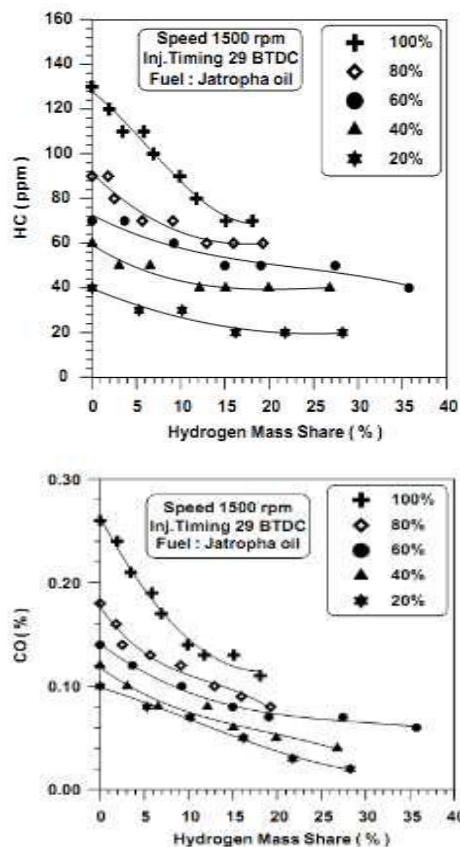 160
140
120
100
80
60
40
20
0
HC ( ppm )
Speed 1500 rpm
Inj.Timing 29 BTDC
Fuel : Jatropha oil
100%
80%
60%
40%
20%
0 5 10 15 20 25 30 35 40
Hydrogen Mass Share ( % )
0.30
0.20
0.10
0.00
CO ( % )
Speed 1500 rpm
Inj.Timing 29 BTDC
Fuel : Jatropha oil
100%
80%
60%
40%
20%
0 5 10 15 20 25 30 35 40
Hydrogen Mass Share ( % )